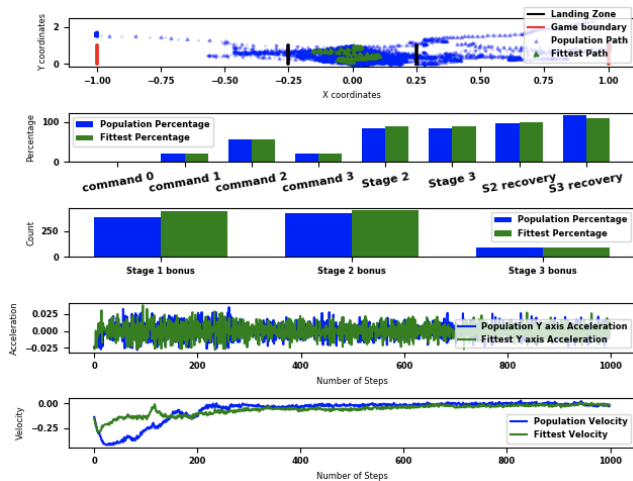 Y coordinates
2
0
Landing Zone
Game boundary
Population Path
Fittest Path
−1.00 −0.75 −0.50 −0.25 0.00 0.25 0.50 0.75 1.00
X coordinates
Percentage
100
0
Population Percentage
Fittest Percentage
command 0 command 1 command 2 command 3 Stage 2 Stage 3 S2 recovery S3 recovery
Count
250
0
Population Percentage
Fittest Percentage
Stage 1 bonus Stage 2 bonus Stage 3 bonus
Acceleration
0.025
0.000
−0.025
Population Y axis Acceleration
Fittest Y axis Acceleration
0 200 400 600 800 1000
Number of Steps
Velocity
0.00
−0.25
Population Velocity
Fittest Velocity
0 200 400 600 800 1000
Number of Steps